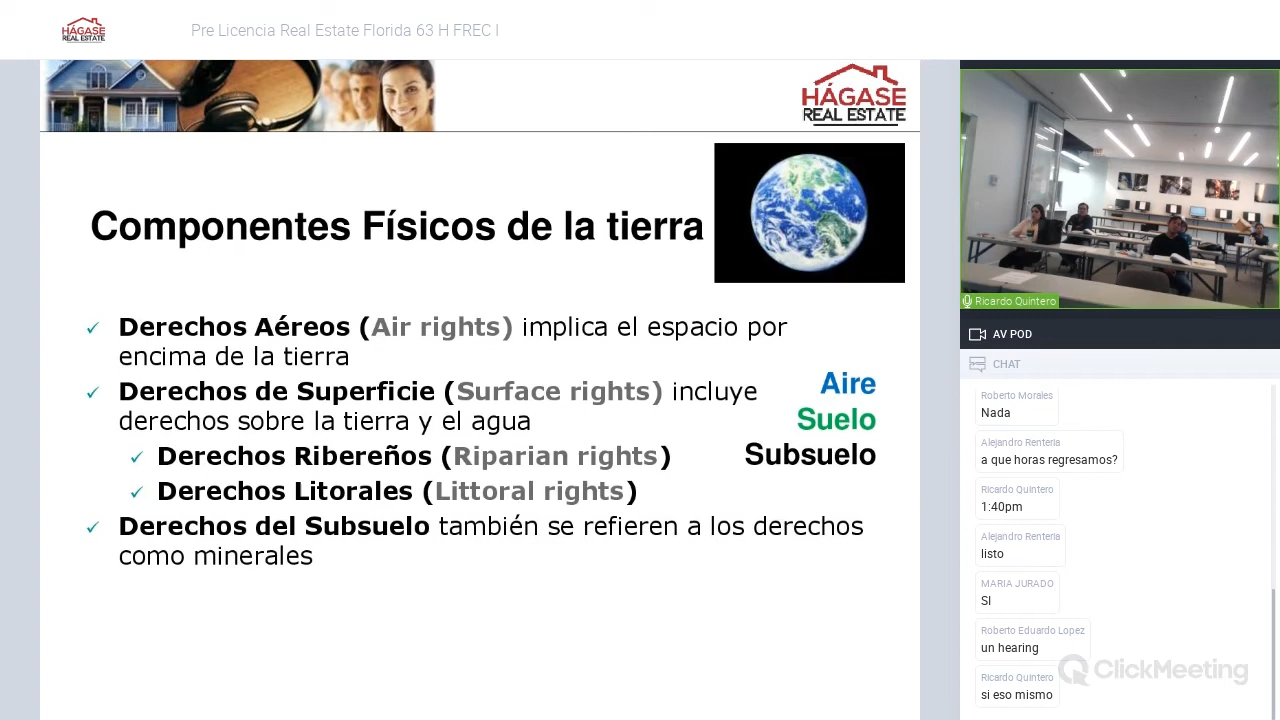 HÁGASE
REAL ESTATE
Pre Licencia Real Estate Florida 63 H FREC I
HÁGASE
REAL ESTATE
Componentes Físicos de la tierra
Derechos Aéreos (Air rights) implica el espacio por
encima de la tierra
Derechos de Superficie (Surface rights) incluye
derechos sobre la tierra y el agua
Derechos Ribereños (Riparian rights)
Derechos Litorales (Littoral rights)
Derechos del Subsuelo también se refieren a los derechos
como minerales
Aire
Suelo
Subsuelo
Ricardo Quintero
AV POD
CHAT
Roberto Morales
Nada
Alejandro Renteria
a que horas regresamos?
Ricardo Quintero
1:40pm
Alejandro Renteria
listo
MARIA JURADO
SI
Roberto Eduardo Lopez
un hearing
Ricardo Quintero
si eso mismo
ClickMeeting